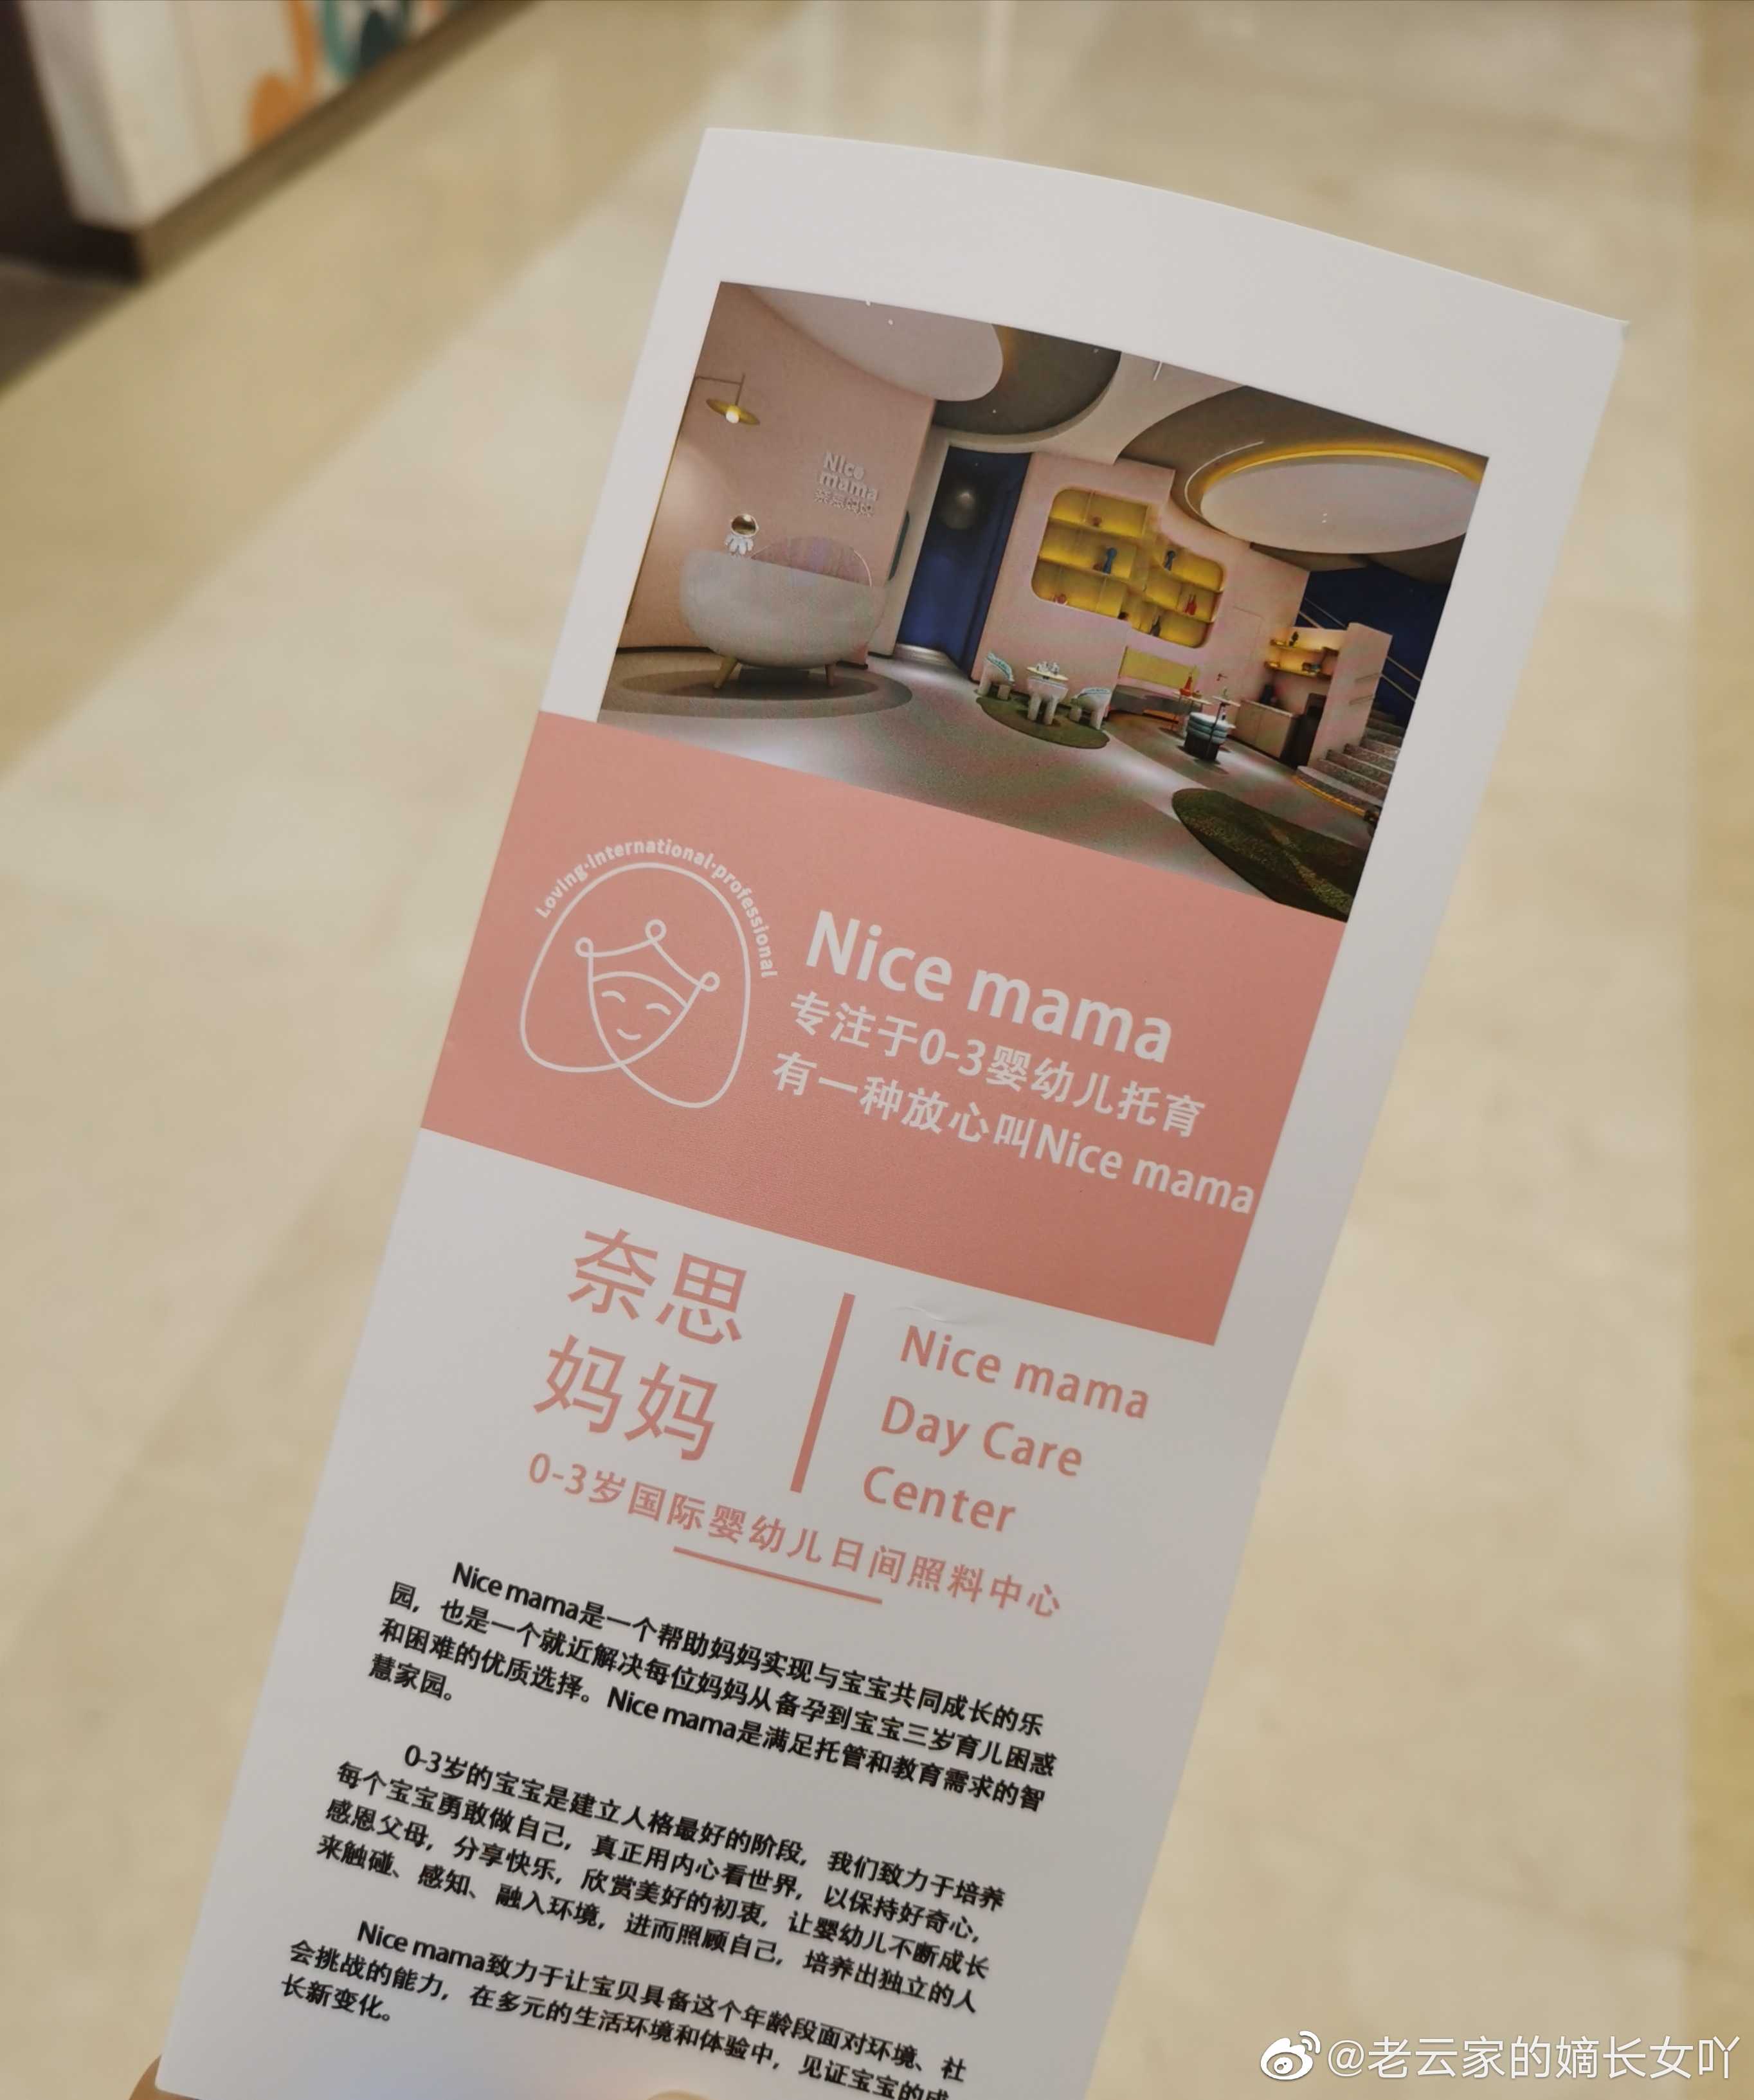 Nice
mama
奈思妈妈
Loving·international·professional
Nice mama
专注于0-3婴幼儿托育
有一种放心叫Nice mama
奈思
妈妈
Nice mama
Day Care
Center
0-3岁国际婴幼儿日间照料中心
Nice mama是一个帮助妈妈实现与宝宝共同成长的乐
园，也是一个就近解决每位妈妈从备孕到宝宝三岁育儿困惑
和困难的优质选择。Nice mama是满足托管和教育需求的智
慧家园。
0-3岁的宝宝是建立人格最好的阶段，我们致力于培养
每个宝宝勇敢做自己，真正用内心看世界，以保持好奇心，
感恩父母，分享快乐，欣赏美好的初衷，让婴幼儿不断成长
来触碰、感知、融入环境，进而照顾自己，培养出独立的人
Nice mama致力于让宝贝具备这个年龄段面对环境、社
会挑战的能力，在多元的生活环境和体验中，见证宝宝的成
长新变化。
@老云家的嫡长女吖